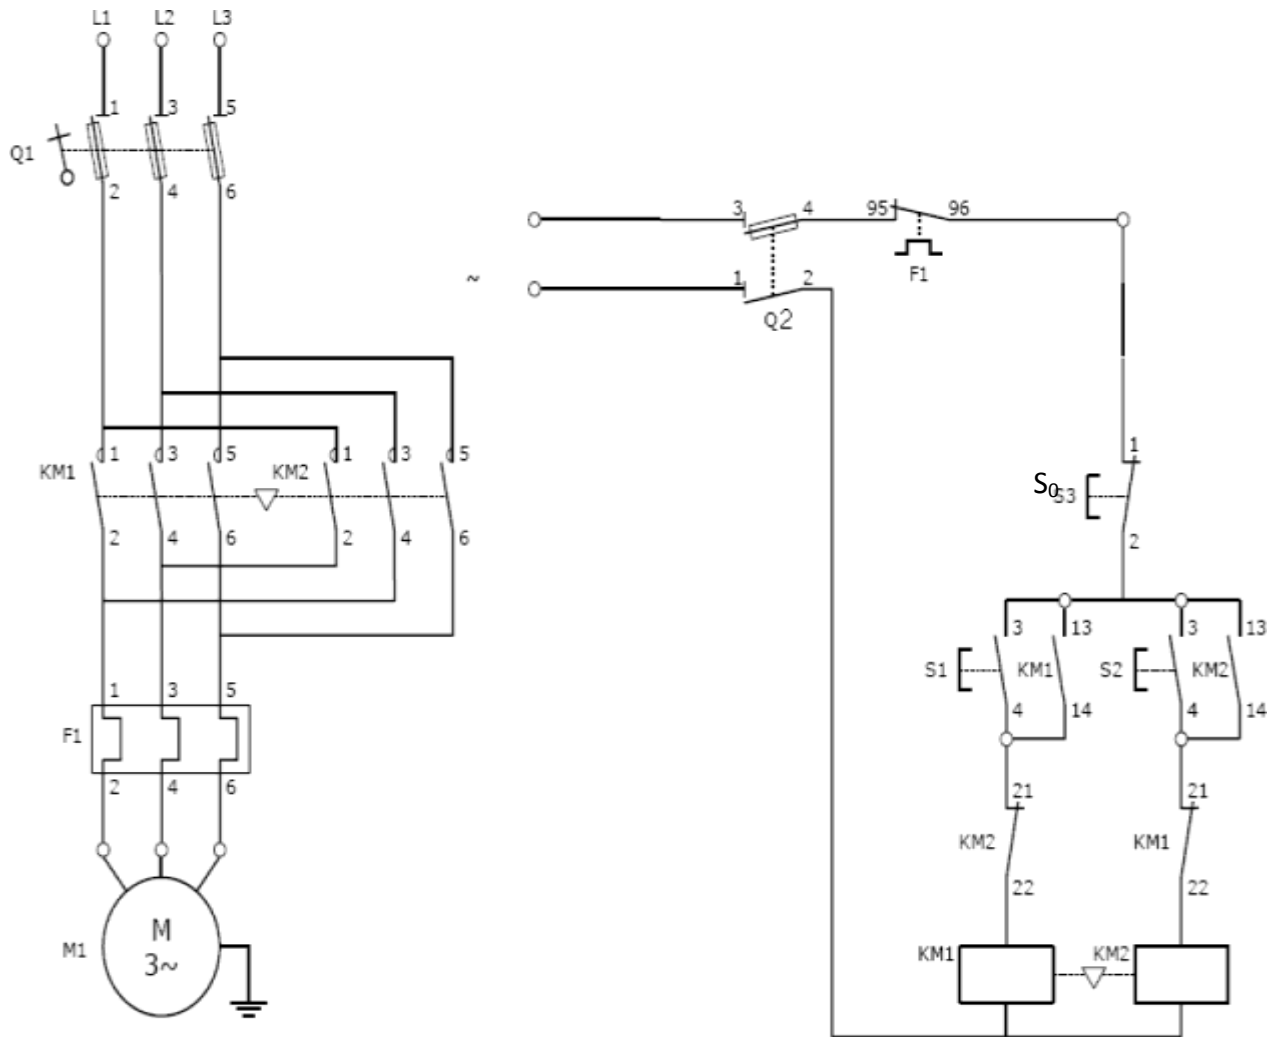 L1 L2 L3
1 3 5
Q1
2 4 6
3 4 95 96
F1
~
1 2
Q2
1 3 5 1 3 5
KM1 KM2
2 4 6 2 4 6
1
S0 S3
2
3 13 3 13
S1 KM1 S2 KM2
4 14 4 14
1 3 5
F1
2 4 6
21 21
KM2 KM1
22 22
M
3~
M1
KM1 KM2